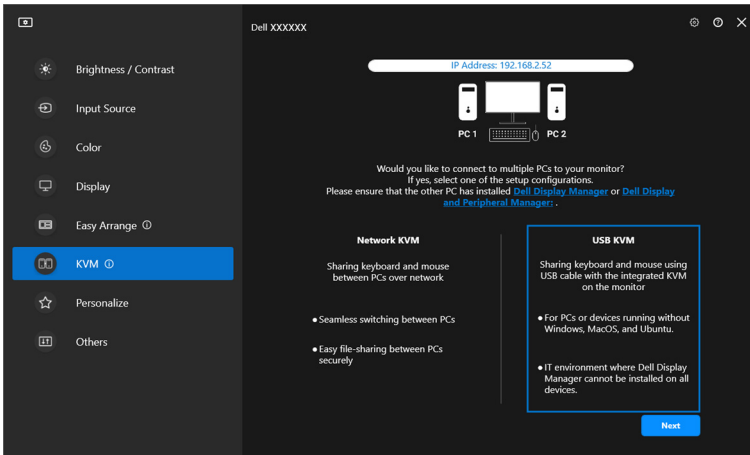 Dell XXXXXX
Brightness / Contrast
Input Source
Color
Display
Easy Arrange
KVM
Personalize
Others
IP Address: 192.168.2.52
PC 1
PC 2
Would you like to connect to multiple PCs to your monitor?
If yes, select one of the setup configurations.
Please ensure that the other PC has installed Dell Display Manager or Dell Display
and Peripheral Manager: .
Network KVM
Sharing keyboard and mouse
between PCs over network
● Seamless switching between PCs
● Easy file-sharing between PCs
securely
USB KVM
Sharing keyboard and mouse using
USB cable with the integrated KVM
on the monitor
● For PCs or devices running without
Windows, MacOS, and Ubuntu.
● IT environment where Dell Display
Manager cannot be installed on all
devices.
Next